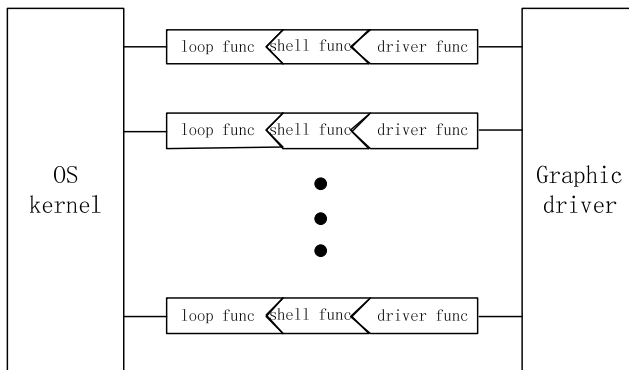 loop func shell func driver func
loop func shell func driver func
OS
kernel
Graphic
driver
loop func shell func driver func